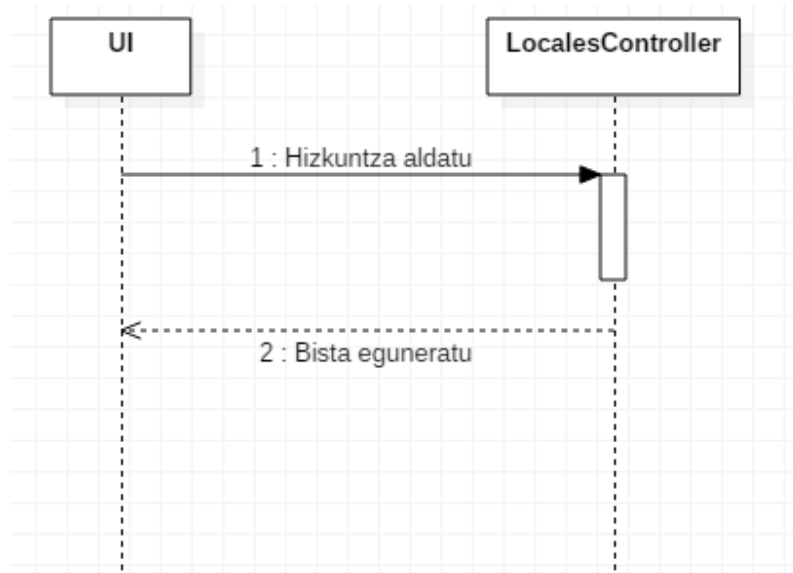 UI
LocalesController
1 : Hizkuntza aldatu
2 : Bista eguneratu